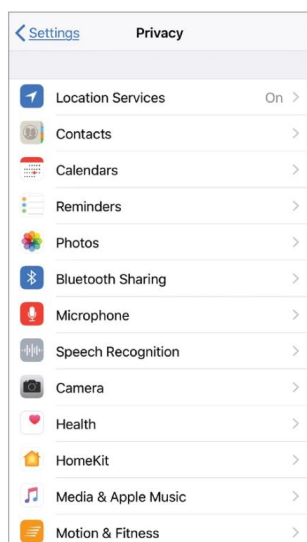 Settings Privacy
Location Services On
Contacts
Calendars
Reminders
Photos
Bluetooth Sharing
Microphone
Speech Recognition
Camera
Health
HomeKit
Media & Apple Music
Motion & Fitness